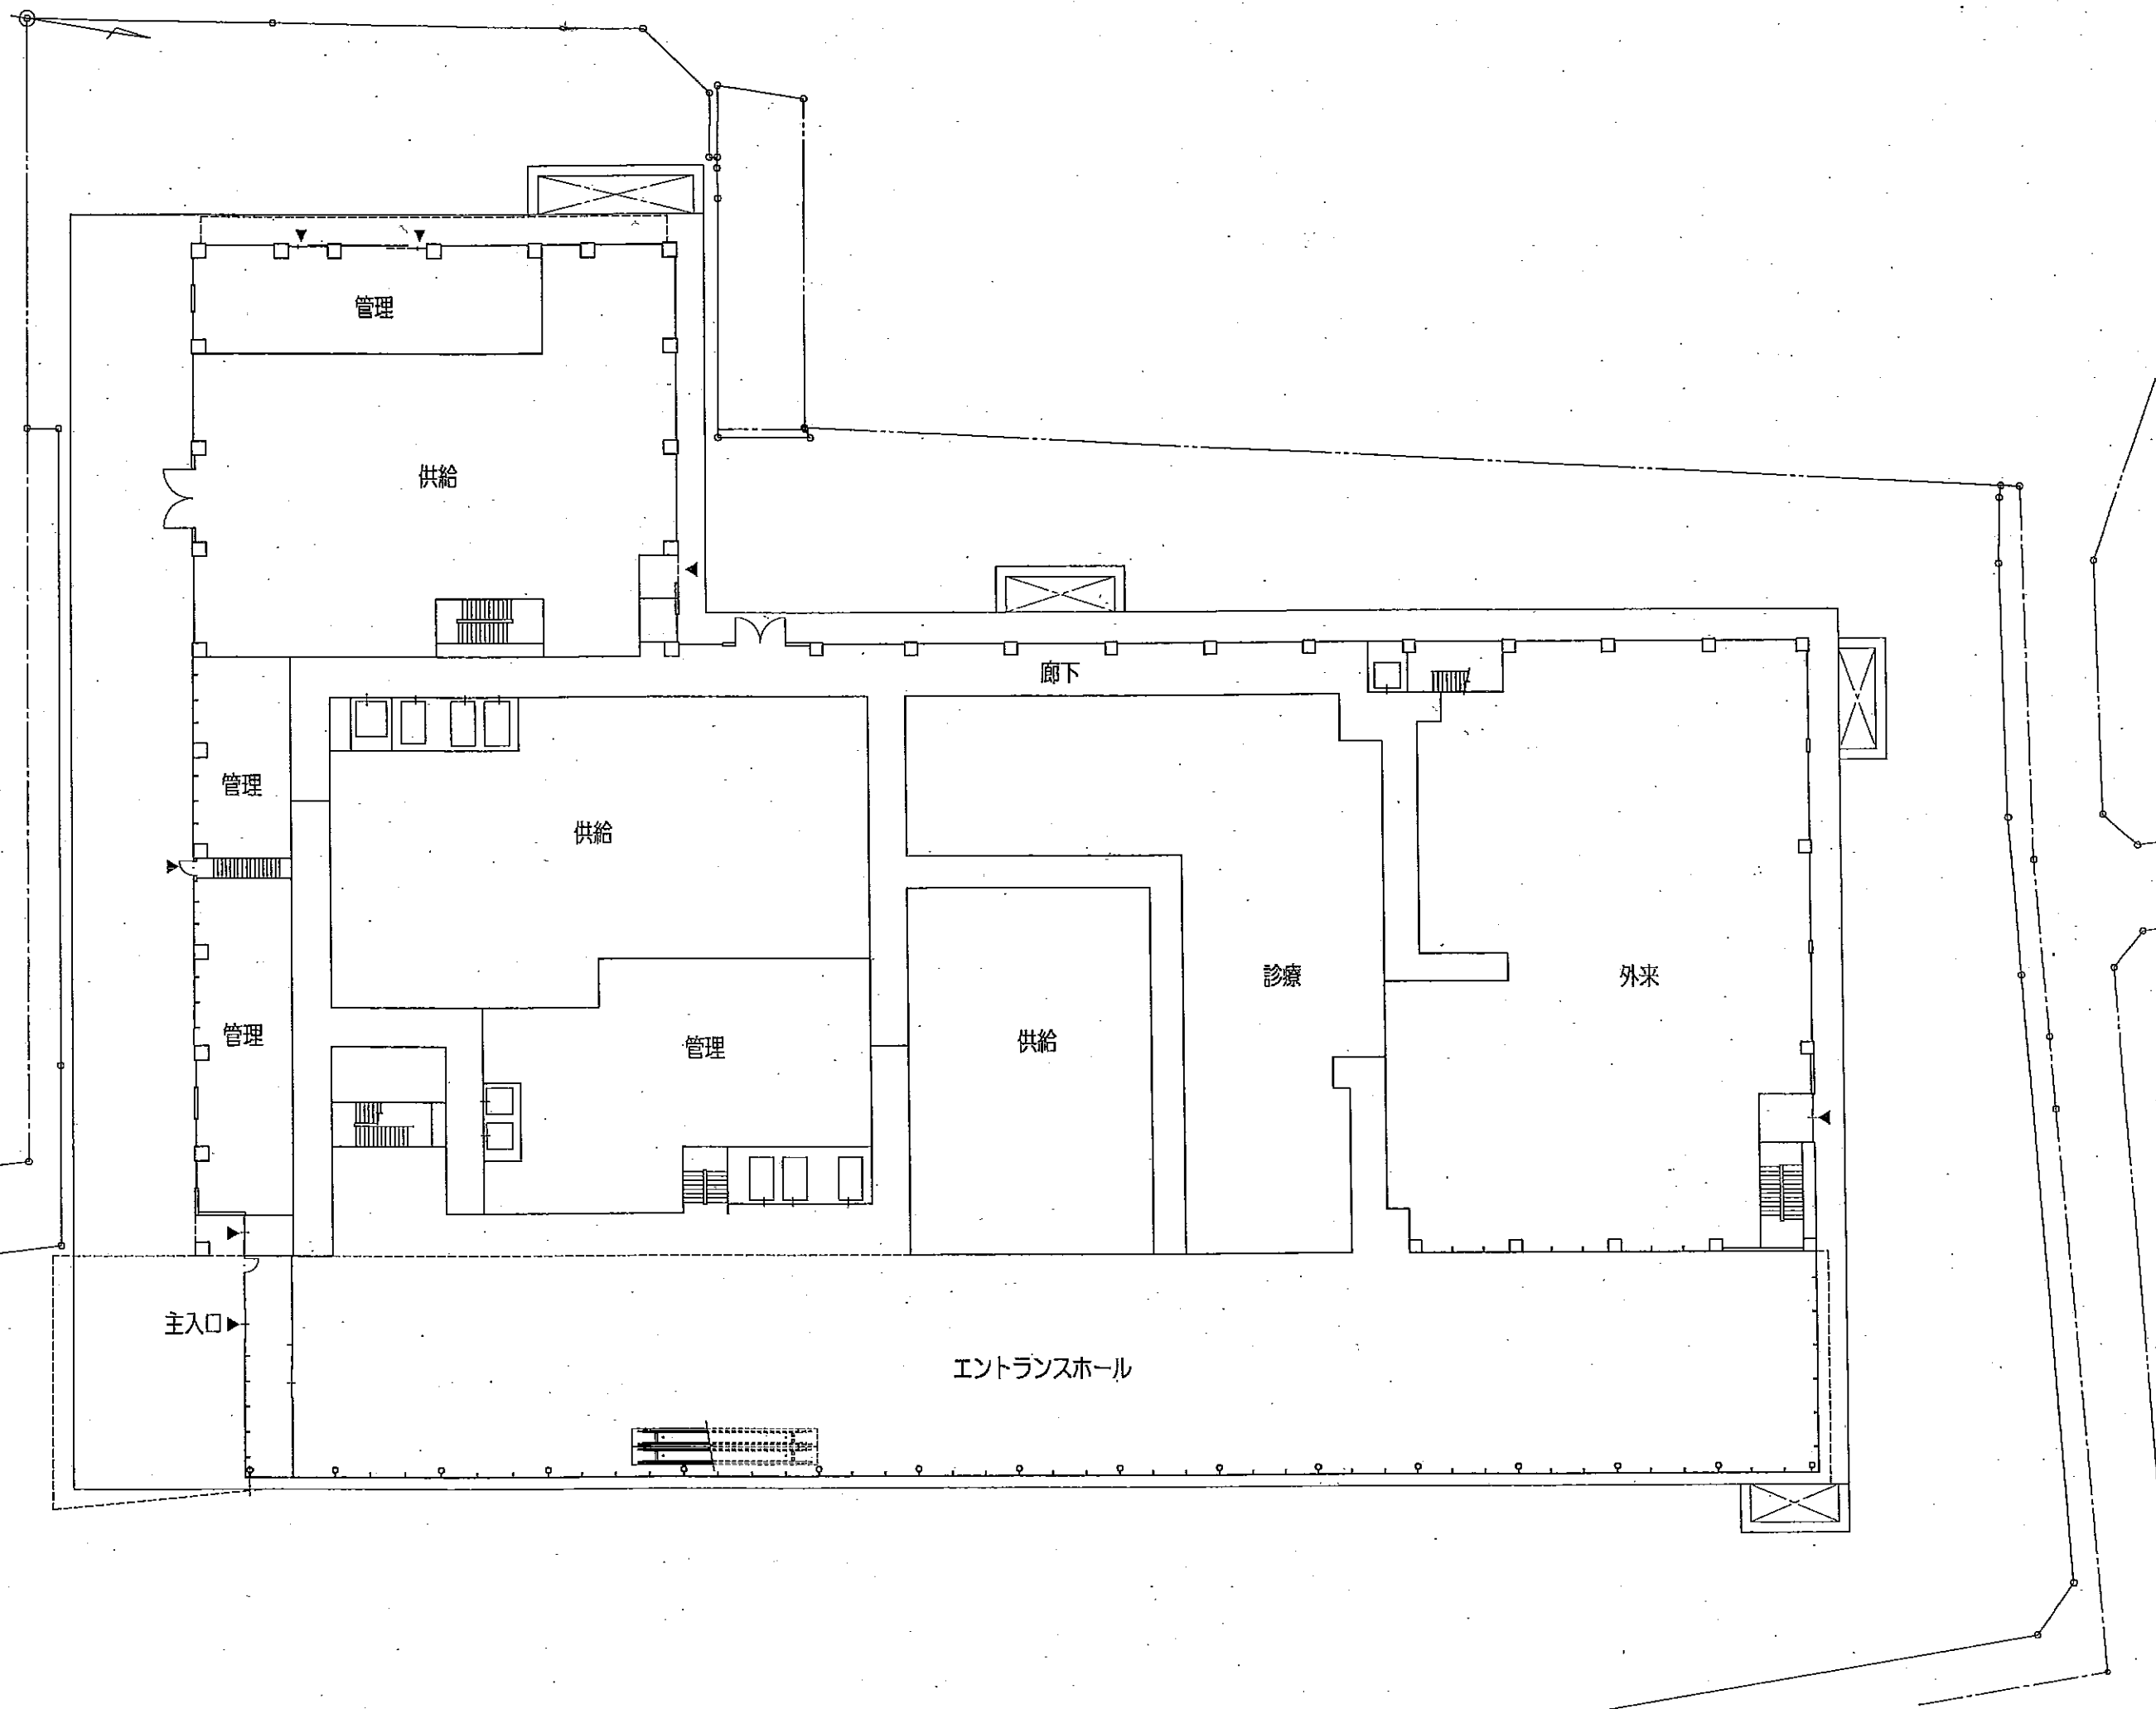 管理
供給
廊下
管理
供給
診療
外来
管理
管理
供給
主入口
エントランスホール